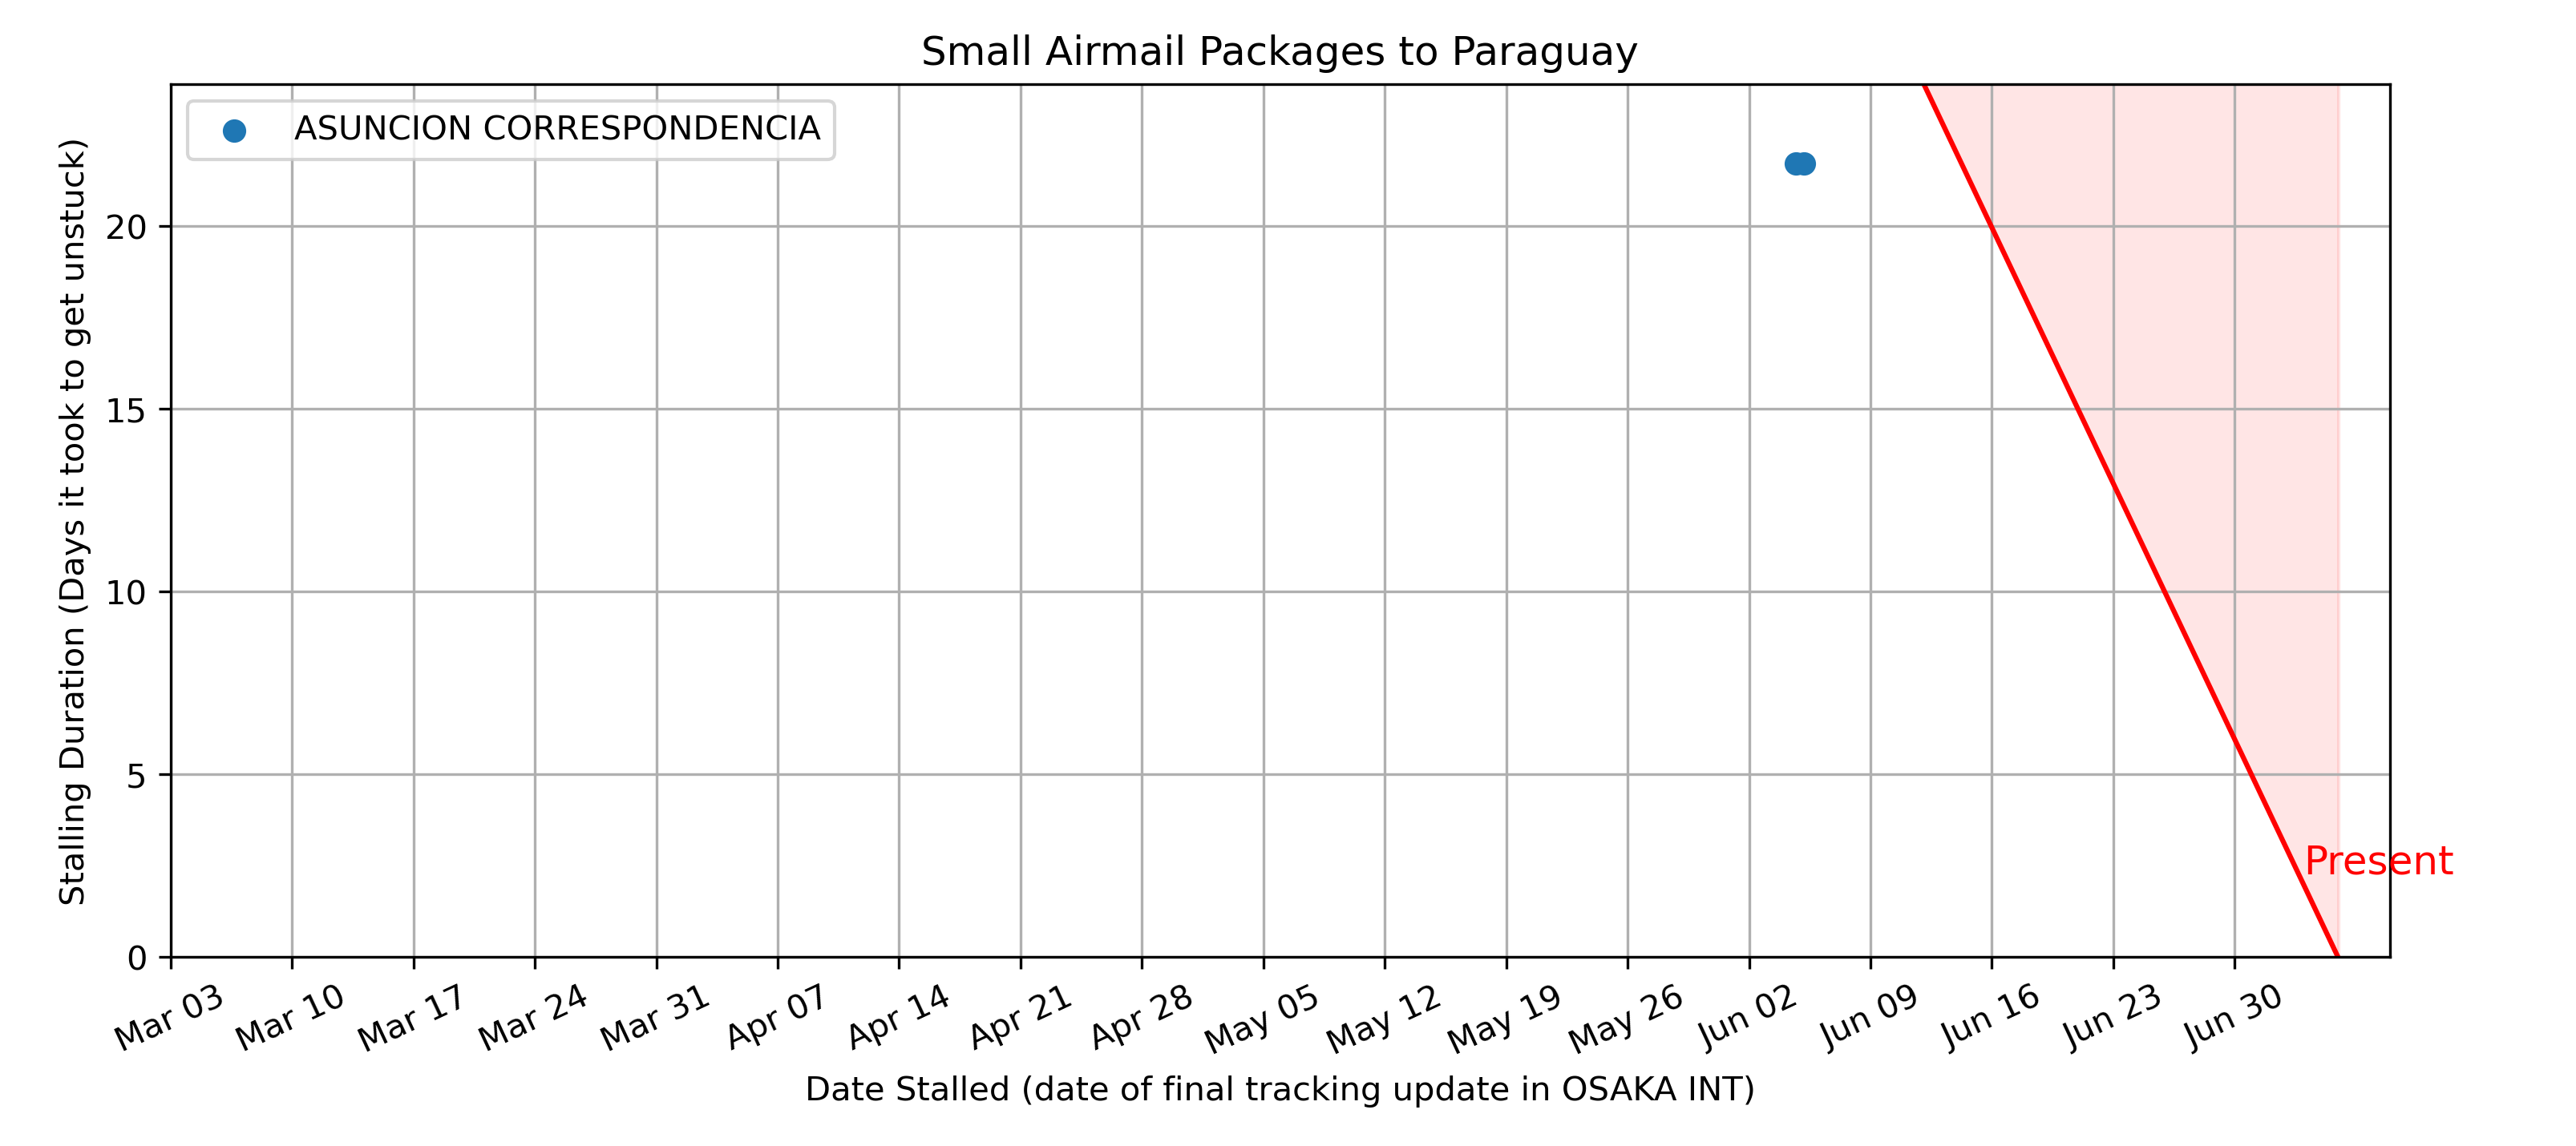 Small Airmail Packages to Paraguay
ASUNCION CORRESPONDENCIA
Stalling Duration (Days it took to get unstuck)
20
15
10
5
0
Present
Mar 03
Mar 10
Mar 17
Mar 24
Mar 31
Apr 07
Apr 14
Apr 21
Apr 28
May 05
May 12
May 19
May 26
Jun 02
Jun 09
Jun 16
Jun 23
Jun 30
Date Stalled (date of final tracking update in OSAKA INT)